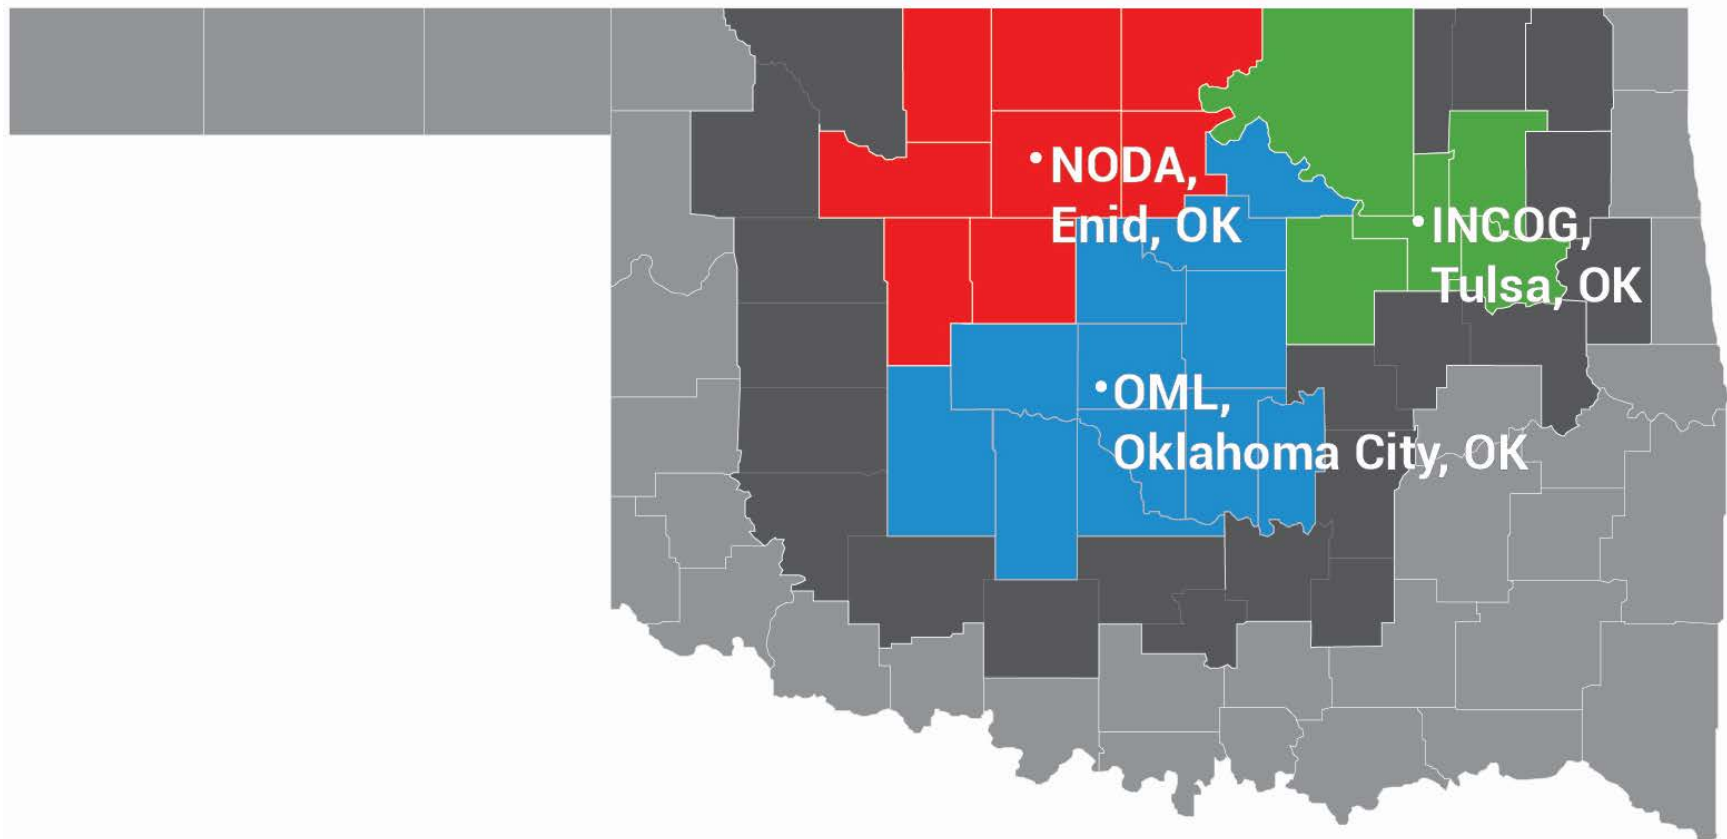 NODA,
Enid, OK
INCOG,
Tulsa, OK
OML,
Oklahoma City, OK